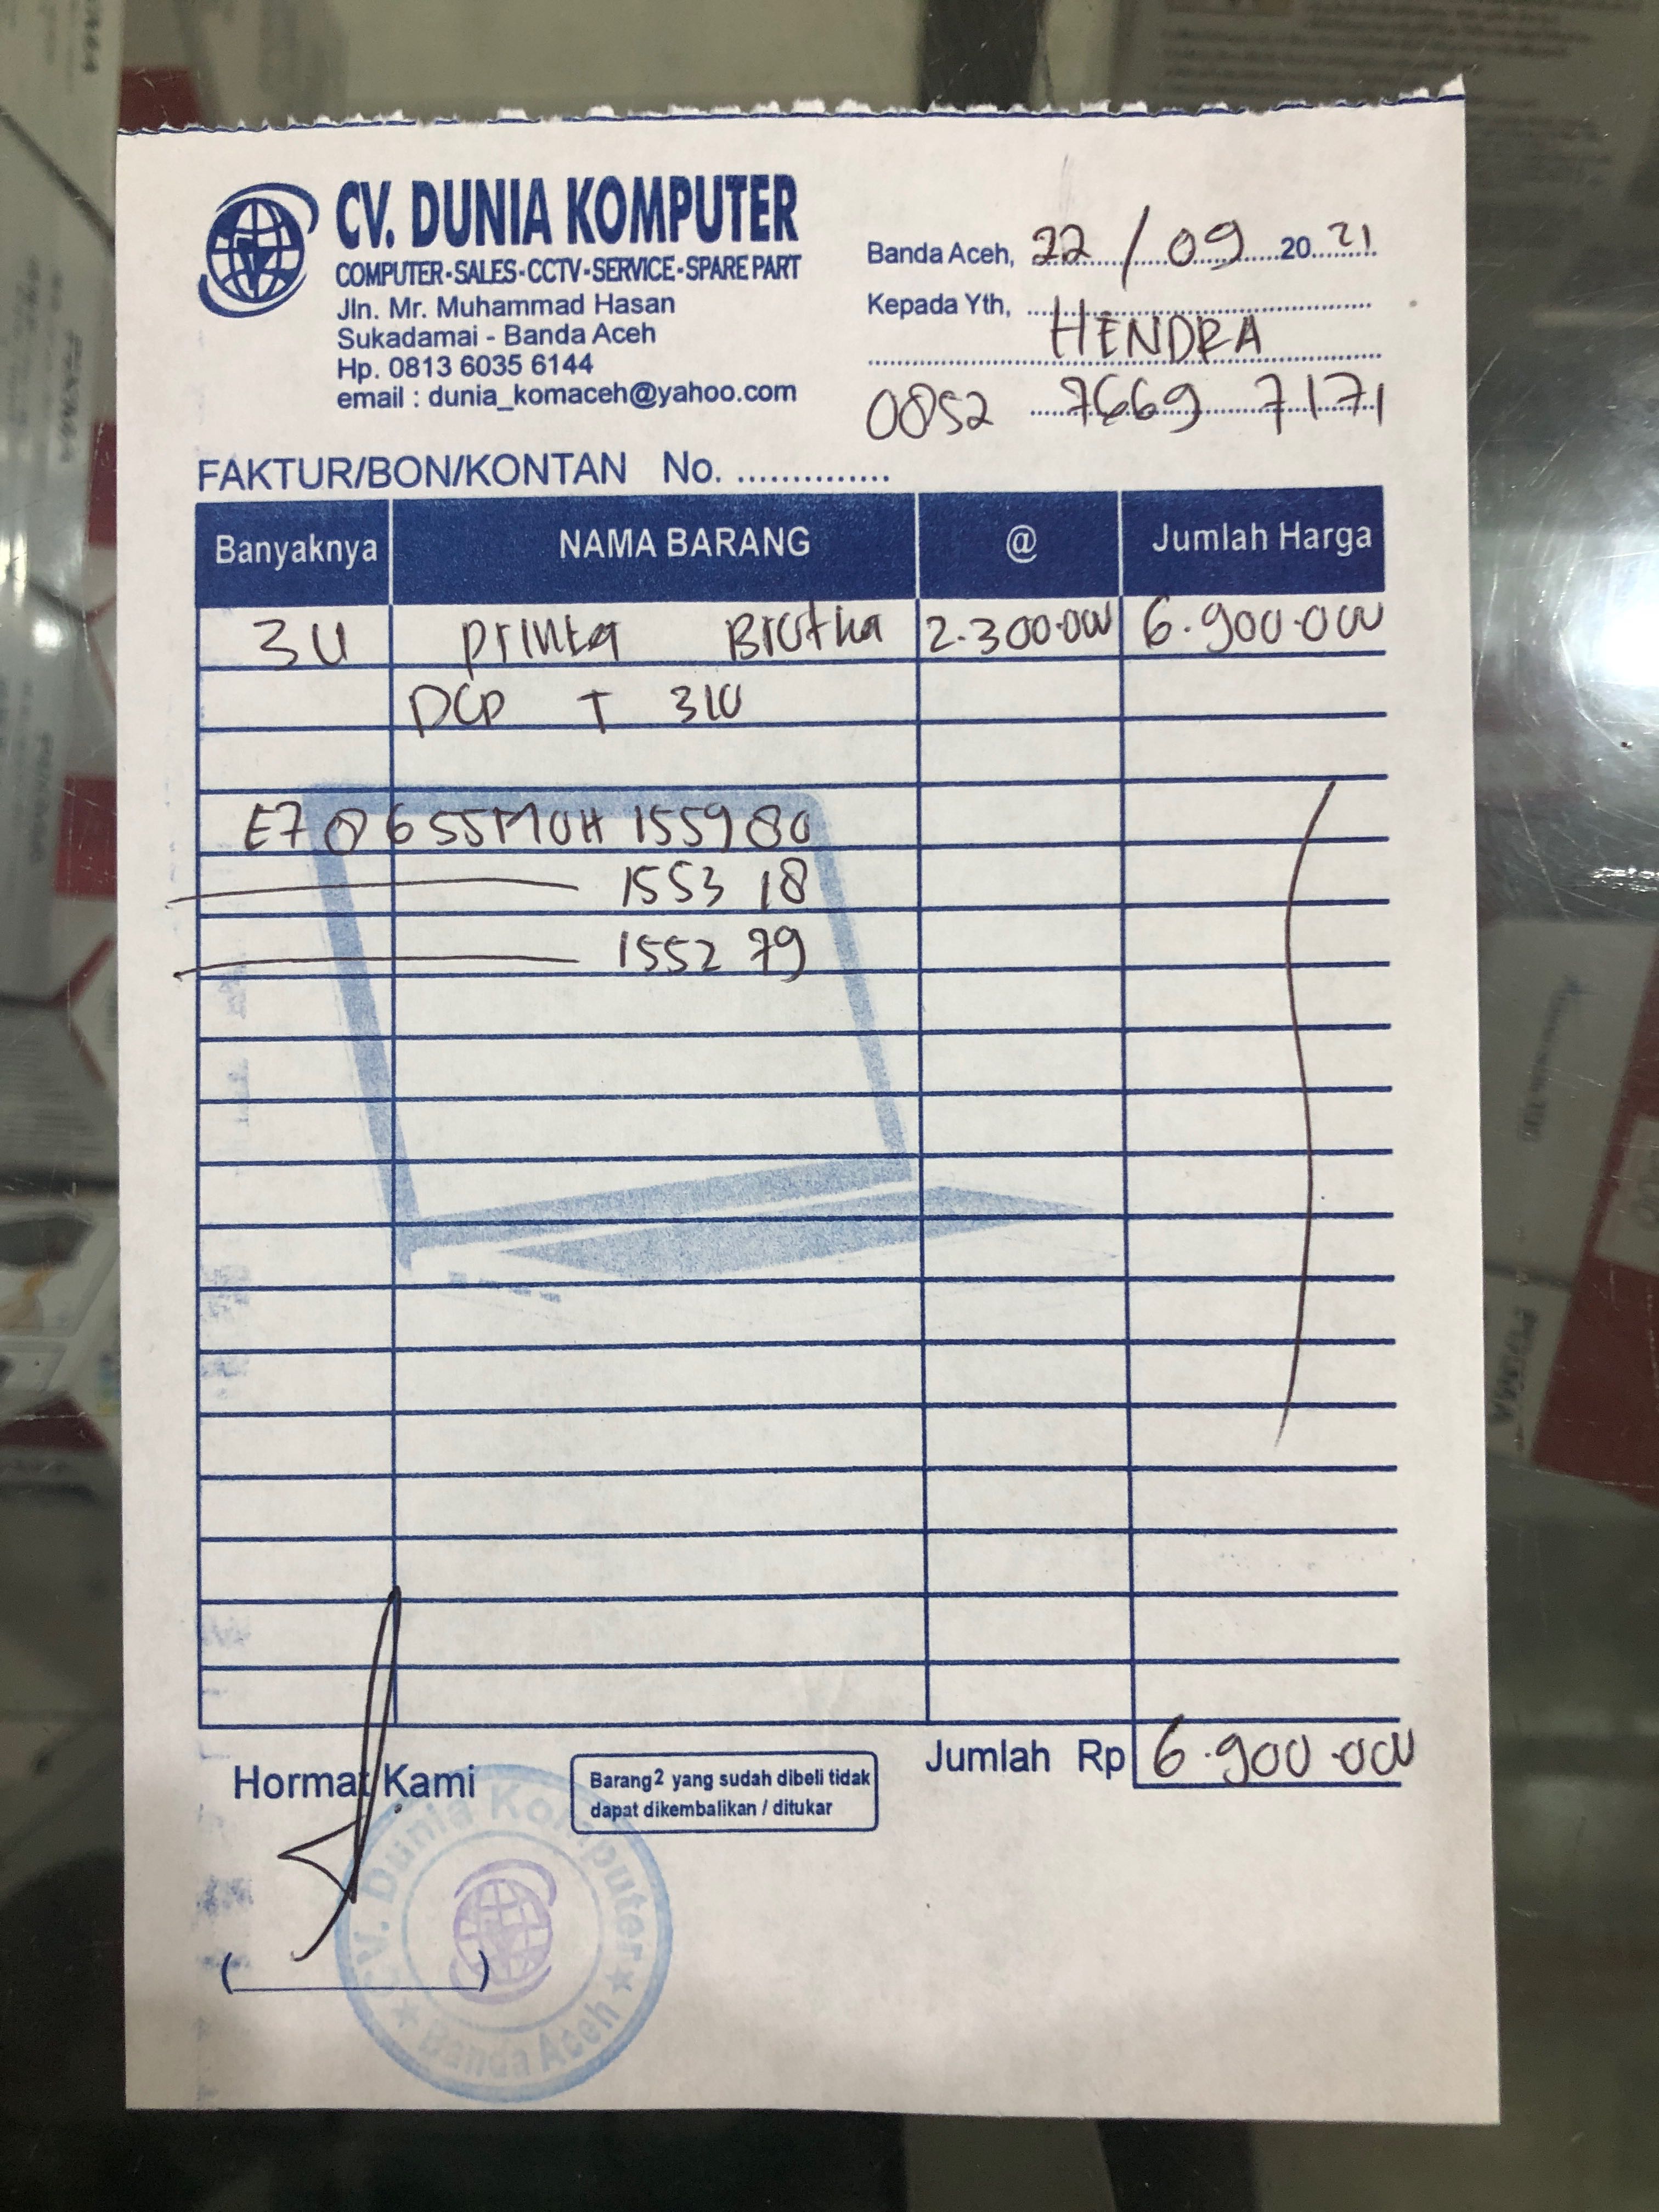 CV. DUNIA KOMPUTER
COMPUTER - SALES - CCTV - SERVICE - SPARE PART
Jln. Mr. Muhammad Hasan
Sukadamai - Banda Aceh
Hp. 0813 6035 6144
email : dunia_komaceh@yahoo.com
Banda Aceh, 22 / 09 20 21
Kepada Yth,
HENDRA
0852 7669 7171
FAKTUR/BON/KONTAN No. ..............
Banyaknya NAMA BARANG @ Jumlah Harga
3U Printer Brother 2.300.000 6.900.000
DCP T 310
E78655M0H 155980
155318
155279
Jumlah Rp 6.900.000
Hormat Kami
Barang2 yang sudah dibeli tidak
dapat dikembalikan / ditukar
CV. Dunia Komputer
Banda Aceh